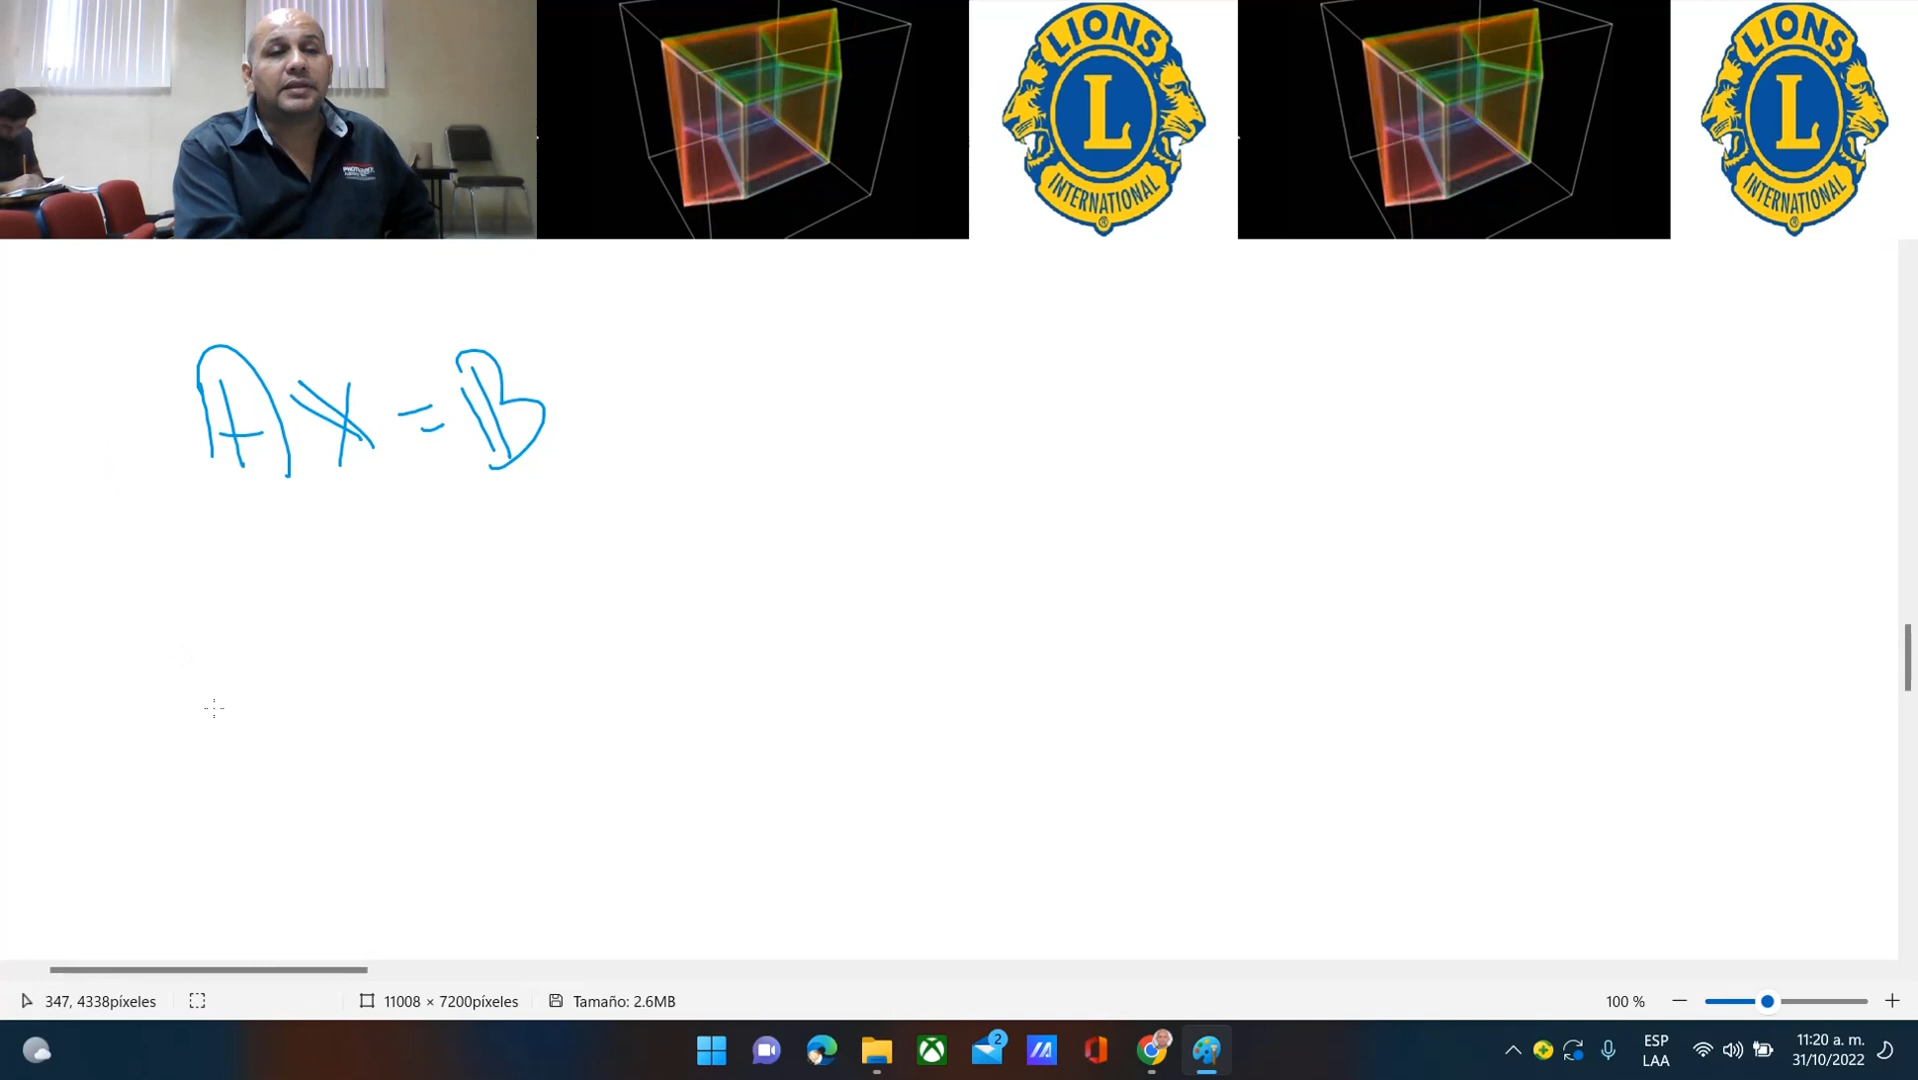 LIONS
L
INTERNATIONAL
®
LIONS
L
INTERNATIONAL
®
AX=B
347, 4338píxeles
11008 × 7200píxeles
Tamaño: 2.6MB
100 %
2
ESP
LAA
11:20 a. m.
31/10/2022